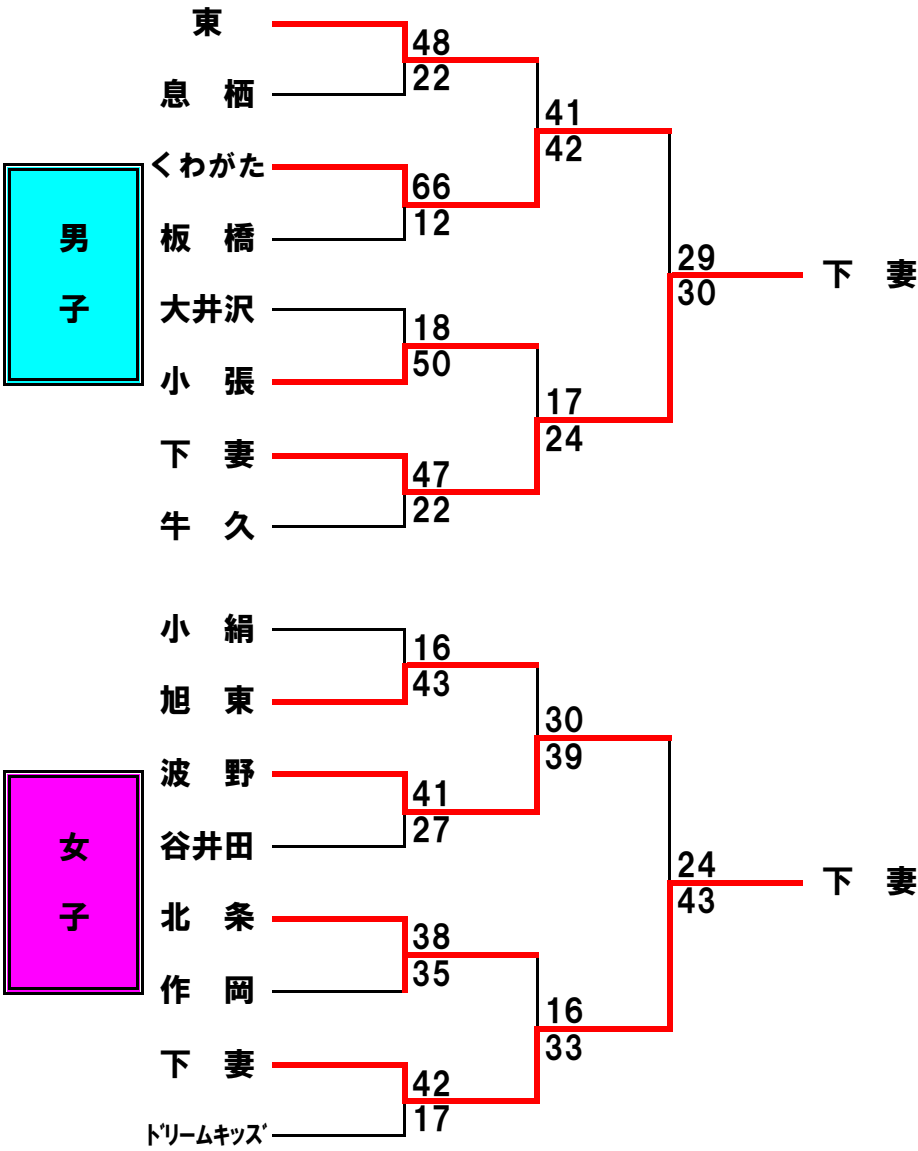 東
48
22
息　栖
41
42
くわがた
66
12
板　橋
男
子
29
30
下　妻
大井沢
18
50
小　張
17
24
下　妻
47
22
牛　久
小　絹
16
43
旭　東
30
39
波　野
41
27
谷井田
女
子
24
43
下　妻
北　条
38
35
作　岡
16
33
下　妻
42
17
ﾄﾞﾘｰﾑｷｯｽﾞ